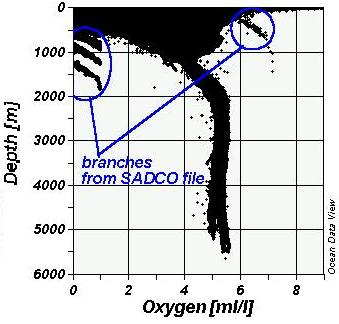 0
1000
2000
3000
4000
5000
6000
Depth [m]
branches
from SADCO file
0
2
4
6
8
Oxygen [ml/l]
Ocean Data View